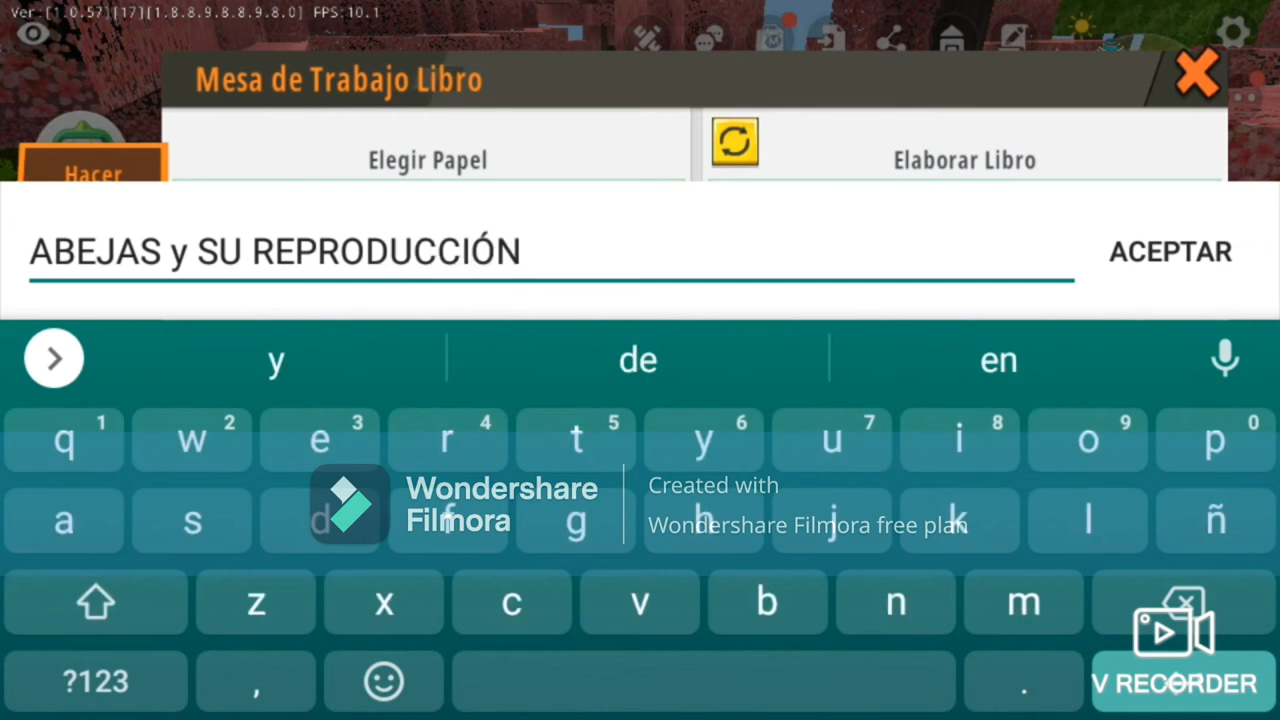 Ver [1.0.57][17][1.8.8.9.8.8.9.8.0] FPS:10.1
Mesa de Trabajo Libro
Elegir Papel
Elaborar Libro
Hacer
ABEJAS y SU REPRODUCCIÓN
ACEPTAR
y de en
q 1 w 2 e 3 r 4 t 5 y 6 u 7 i 8 o 9 p 0
Wondershare
Filmora
Created with
Wondershare Filmora free plan
a s d f g h j k l ñ
z x c v b n m
?123 , .
V RECORDER